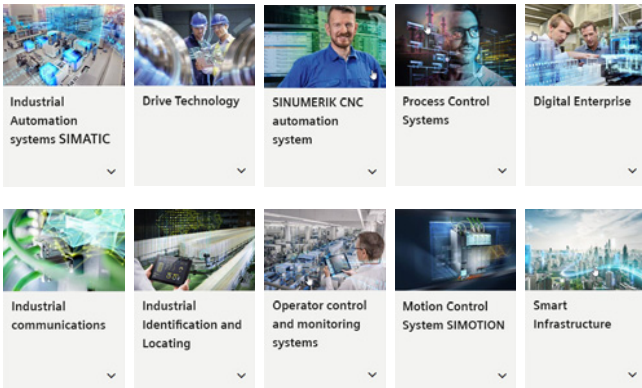 Industrial
Automation
systems SIMATIC
Drive Technology
SINUMERIK CNC
automation
system
Process Control
Systems
Digital Enterprise
Industrial
communications
Industrial
Identification and
Locating
Operator control
and monitoring
systems
Motion Control
System SIMOTION
Smart
Infrastructure